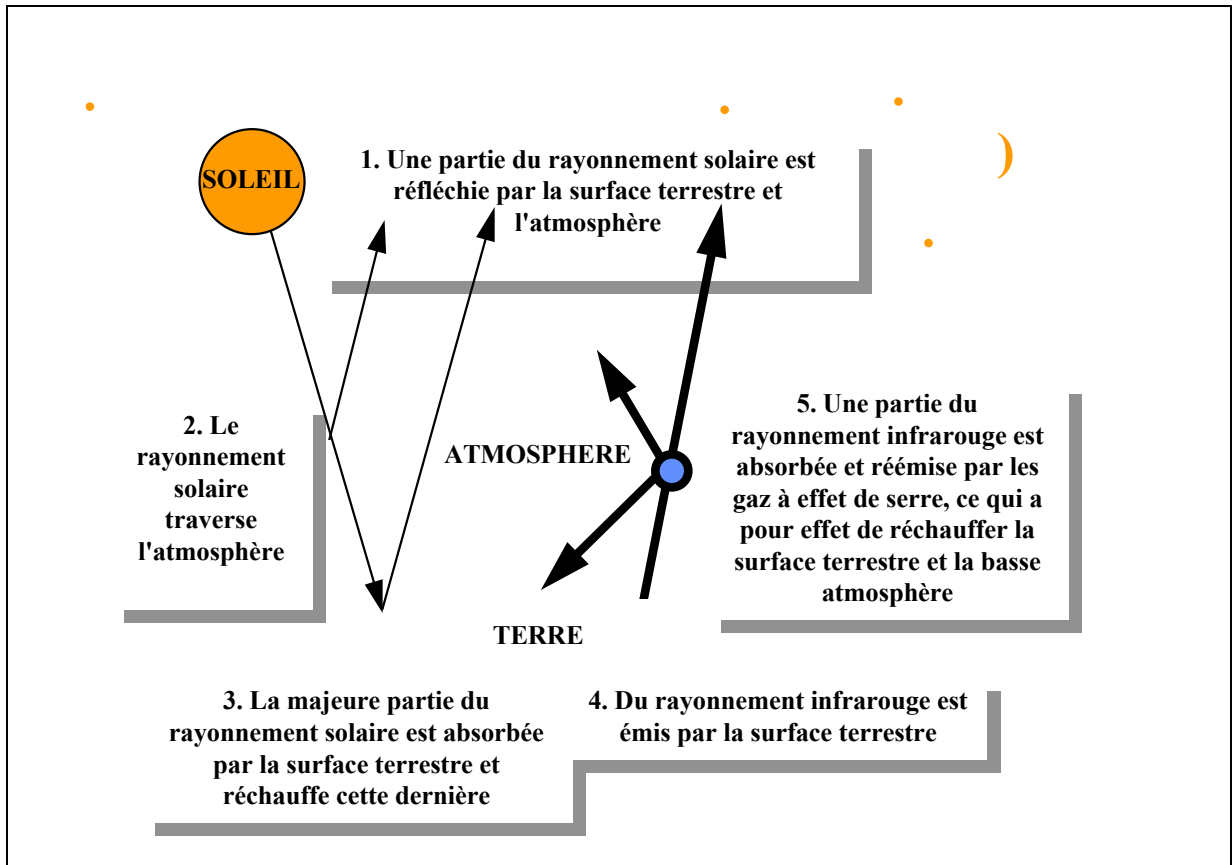 SOLEIL
1. Une partie du rayonnement solaire est
réfléchie par la surface terrestre et
l'atmosphère
)
2. Le
rayonnement
solaire
traverse
l'atmosphère
ATMOSPHERE
5. Une partie du
rayonnement infrarouge est
absorbée et réémise par les
gaz à effet de serre, ce qui a
pour effet de réchauffer la
surface terrestre et la basse
atmosphère
TERRE
3. La majeure partie du
rayonnement solaire est absorbée
par la surface terrestre et
réchauffe cette dernière
4. Du rayonnement infrarouge est
émis par la surface terrestre